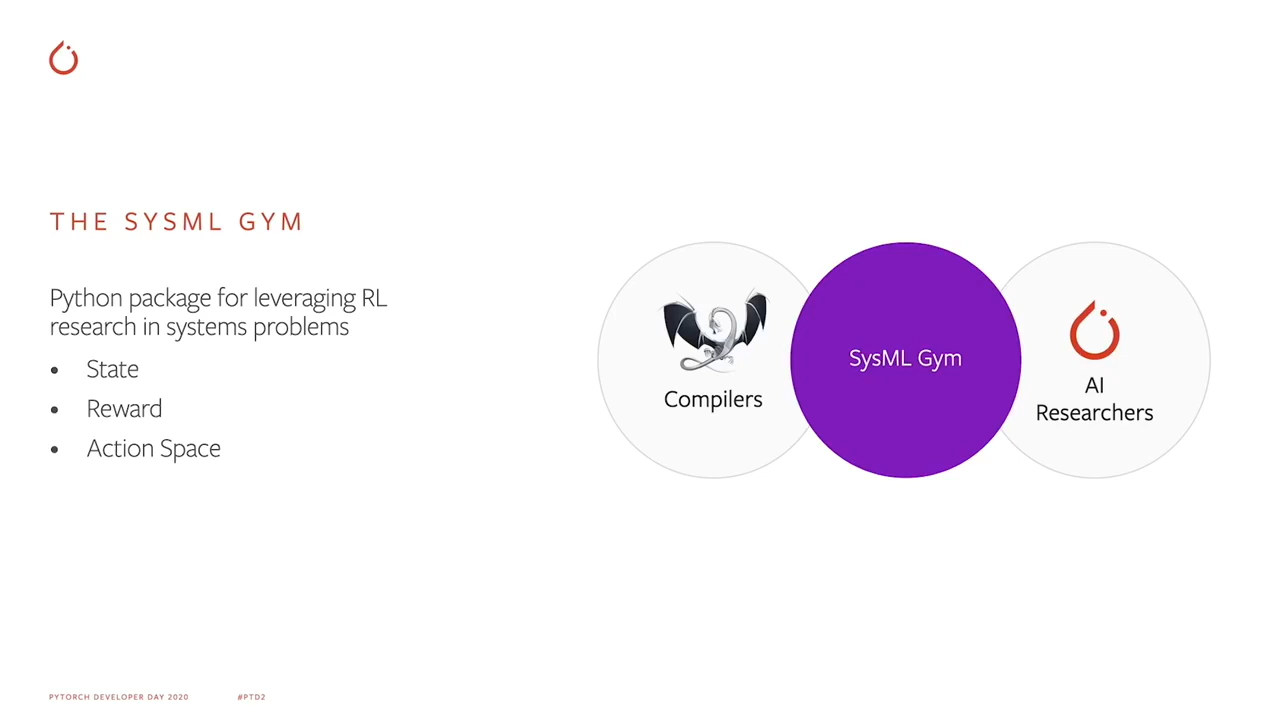 THE SYSML GYM
Python package for leveraging RL
research in systems problems
• State
• Reward
• Action Space
Compilers
SysML Gym
AI
Researchers
PYTORCH DEVELOPER DAY 2020 #PTD2